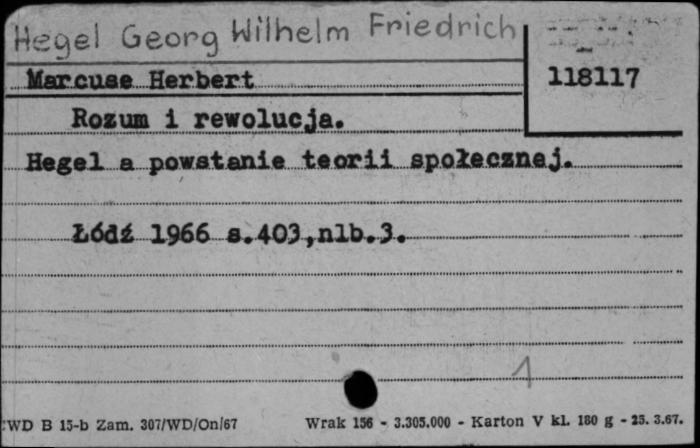 Hegel Georg Wilhelm Friedrich
Marcuse Herbert
118117
Rozum i rewolucja.
Hegel a powstanie teorii społecznej.
Łódź 1966 s.403,nlb.3.
1
WD B 15-b Zam. 307/WD/On/67 Wrak 156 - 3.305.000 - Karton V kl. 180 g - 25. 3.67.